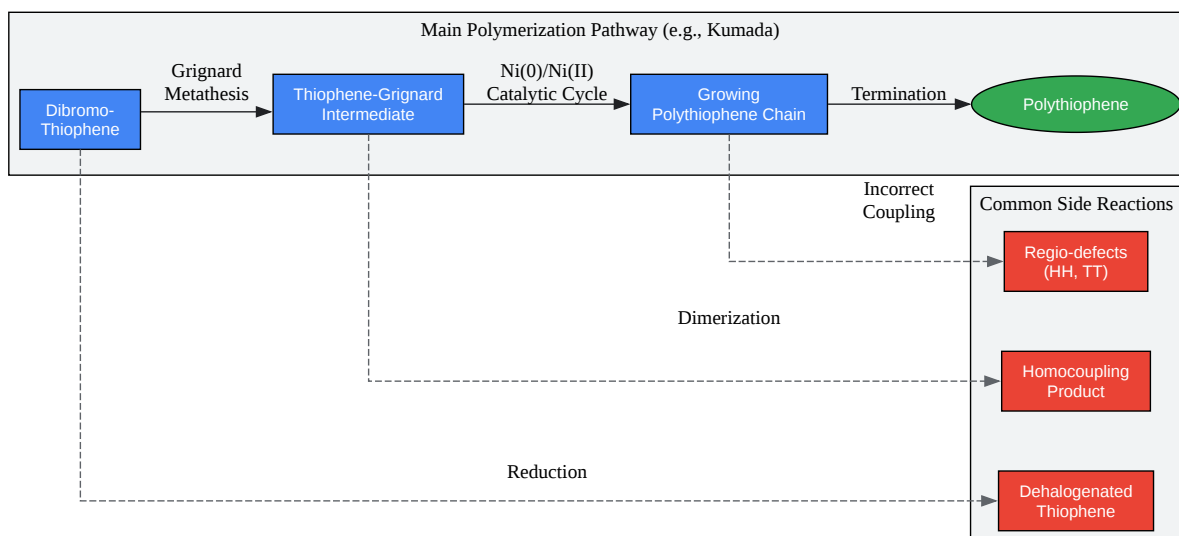 Main Polymerization Pathway (e.g., Kumada)
Dibromo-
Thiophene
Grignard
Metathesis
Thiophene-Grignard
Intermediate
Ni(0)/Ni(II)
Catalytic Cycle
Growing
Polythiophene Chain
Termination
Polythiophene
Incorrect
Coupling
Common Side Reactions
Regio-defects
(HH, TT)
Dimerization
Homocoupling
Product
Reduction
Dehalogenated
Thiophene